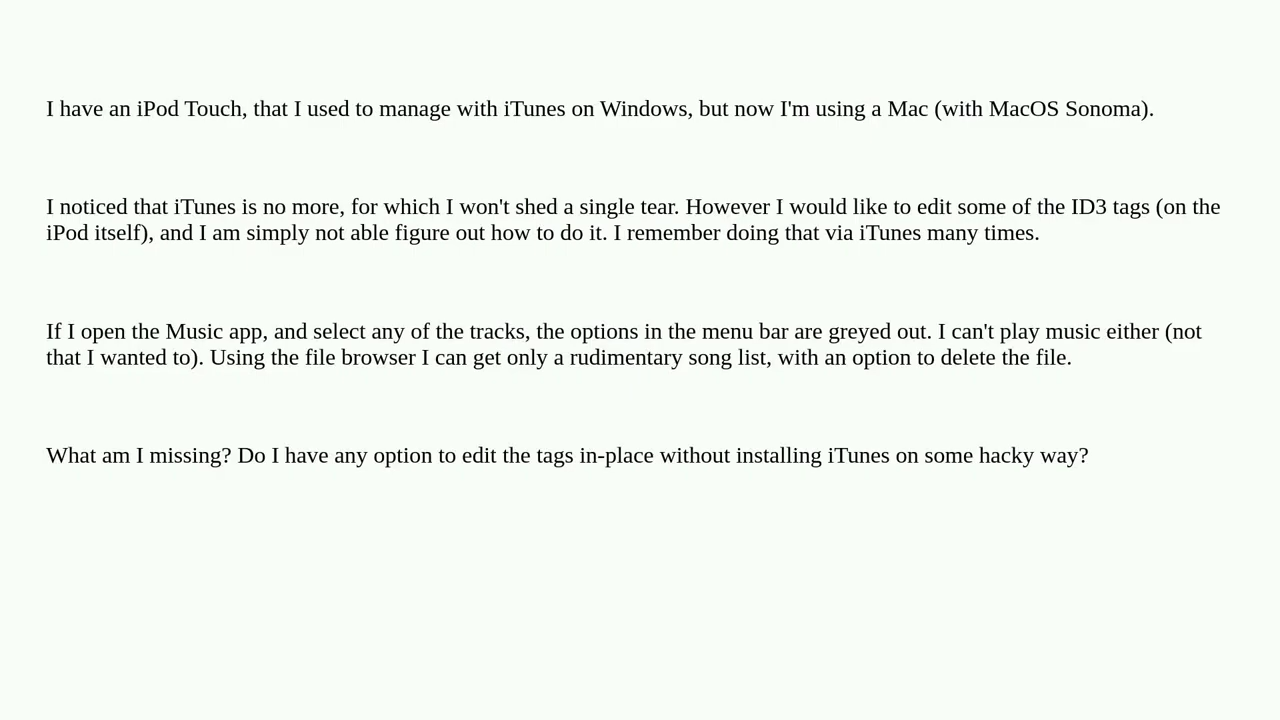 I have an iPod Touch, that I used to manage with iTunes on Windows, but now I'm using a Mac (with MacOS Sonoma).
I noticed that iTunes is no more, for which I won't shed a single tear. However I would like to edit some of the ID3 tags (on the
iPod itself), and I am simply not able figure out how to do it. I remember doing that via iTunes many times.
If I open the Music app, and select any of the tracks, the options in the menu bar are greyed out. I can't play music either (not
that I wanted to). Using the file browser I can get only a rudimentary song list, with an option to delete the file.
What am I missing? Do I have any option to edit the tags in-place without installing iTunes on some hacky way?